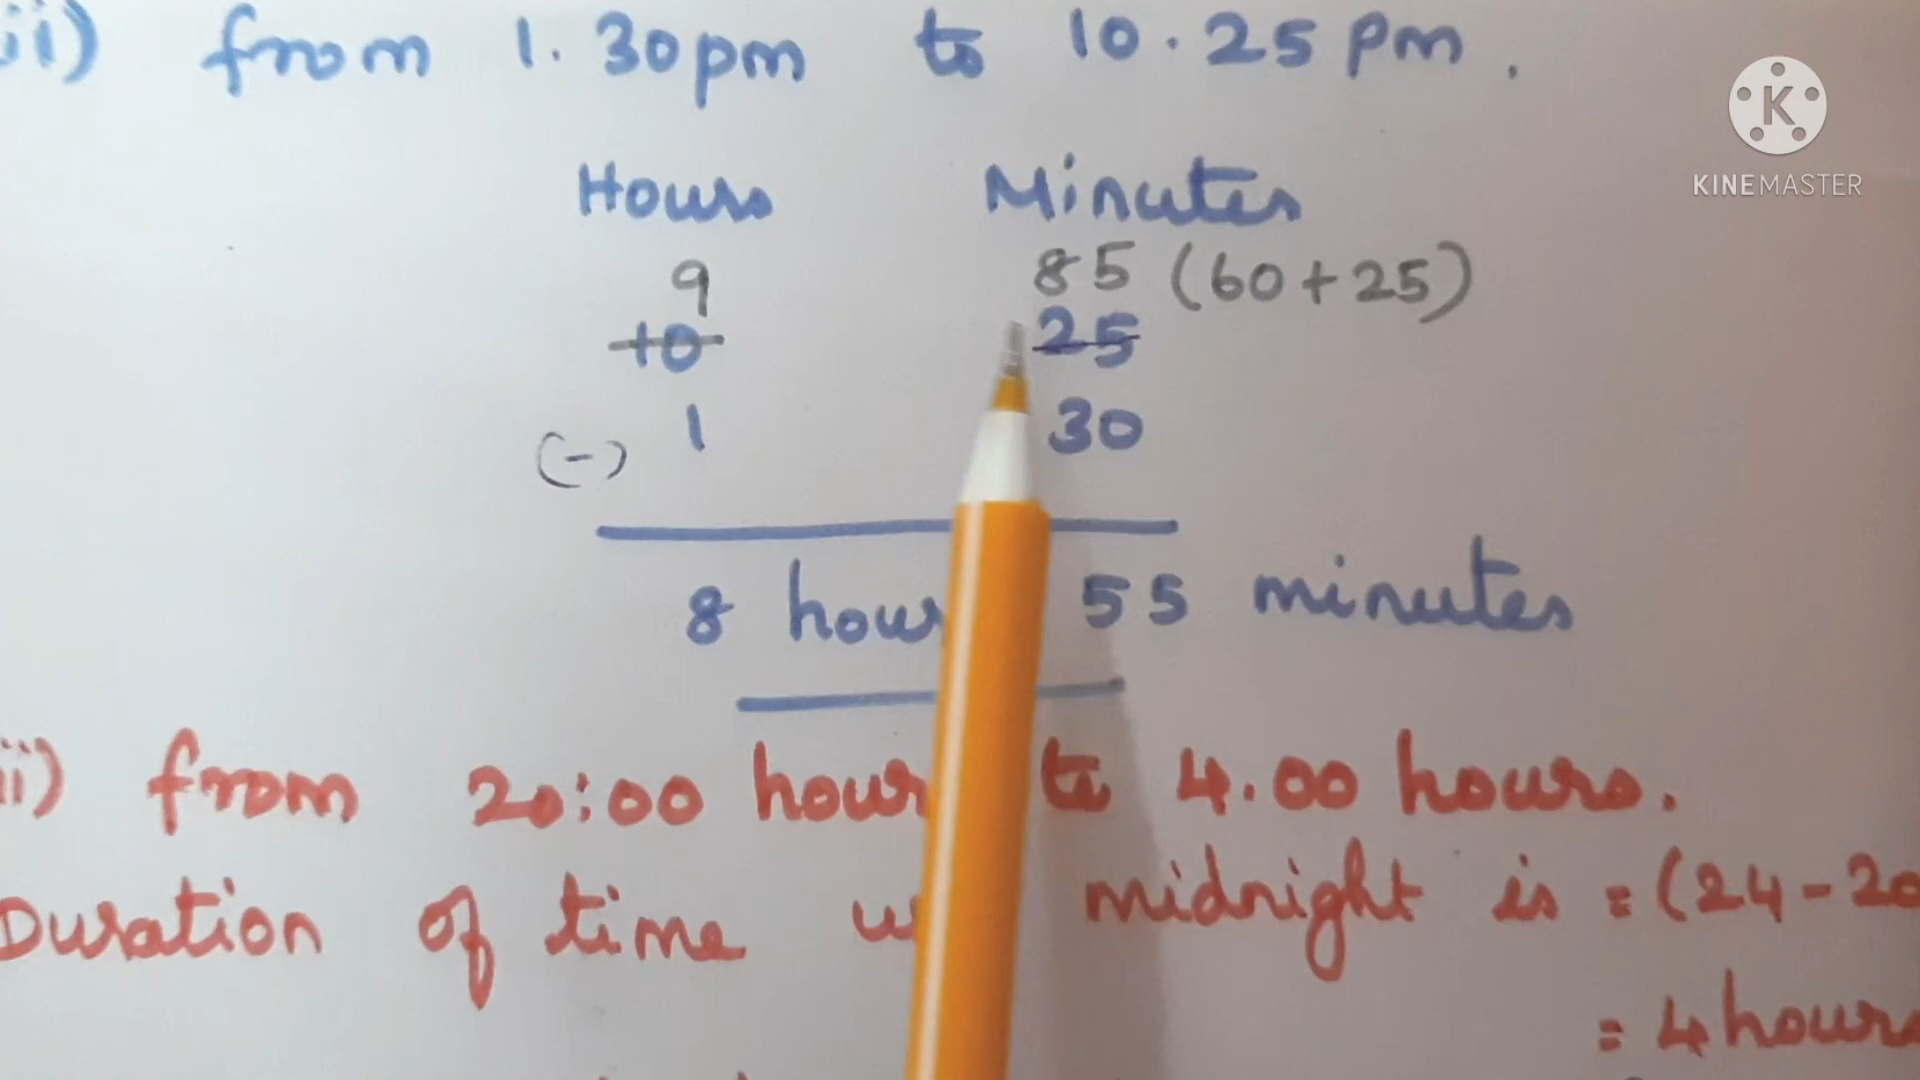 ii) from 1.30pm to 10.25 pm.
K
KINEMASTER
Hours Minutes
9 85 (60+25)
10 25
(-) 1 30
8 hour 55 minutes
ii) from 20:00 hour to 4.00 hours.
Duration of time midnight is = (24-20
= 4 hours